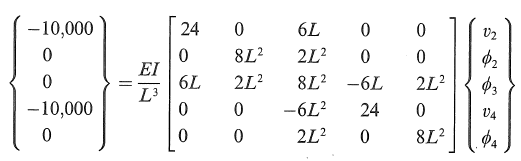 −10,000 24 0 6L 0 0 v₂
0 0 8L² 2L² 0 0 ϕ₂
0 = EI/L³ 6L 2L² 8L² −6L 2L² ϕ₃
−10,000 0 0 −6L² 24 0 v₄
0 0 0 2L² 0 8L² ϕ₄